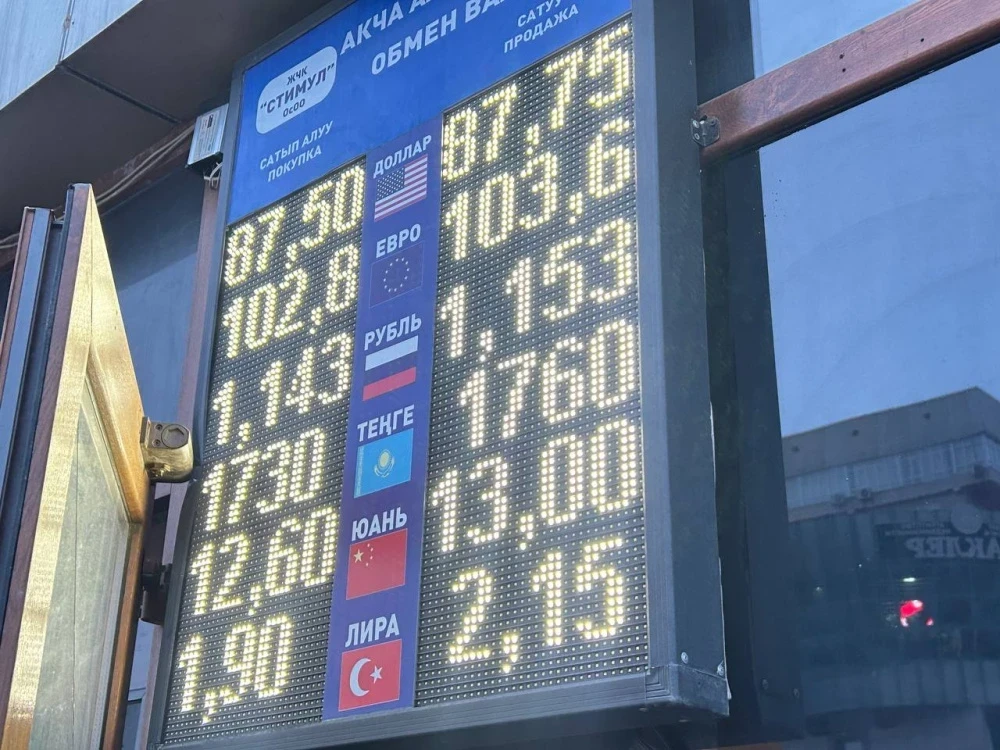 АКЧА
ОБМЕН
ЖЧК
"СТИМУЛ"
ОсОО
САТУУ
ПРОДАЖА
САТЫП АЛУУ
ПОКУПКА
87,50 ДОЛЛАР 87,75
102,8 ЕВРО 103,6
1,143 РУБЛЬ 1,153
1730 ТЕҢГЕ 1760
12,60 ЮАНЬ 13,00
1,90 ЛИРА 2,15